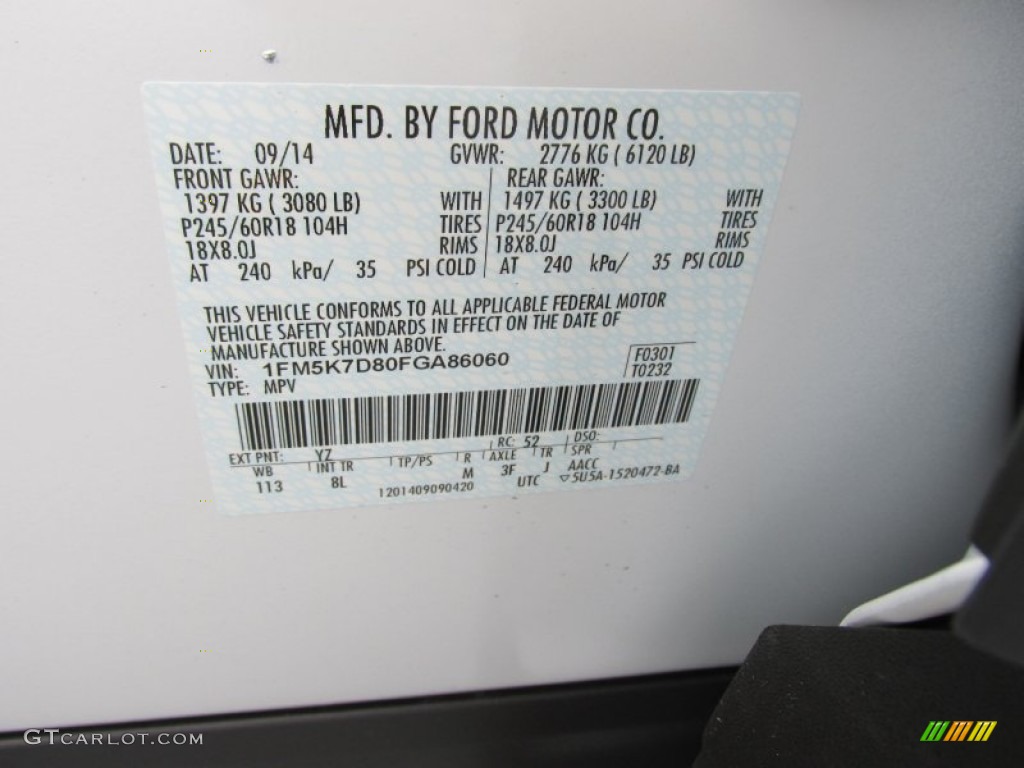 MFD. BY FORD MOTOR CO.
DATE: 09/14 GVWR: 2776 KG ( 6120 LB)
FRONT GAWR: REAR GAWR:
1397 KG ( 3080 LB) WITH 1497 KG ( 3300 LB) WITH
P245/60R18 104H TIRES P245/60R18 104H TIRES
18X8.0J RIMS 18X8.0J RIMS
AT 240 kPa/ 35 PSI COLD AT 240 kPa/ 35 PSI COLD
THIS VEHICLE CONFORMS TO ALL APPLICABLE FEDERAL MOTOR
VEHICLE SAFETY STANDARDS IN EFFECT ON THE DATE OF
MANUFACTURE SHOWN ABOVE.
VIN: 1FM5K7D80FGA86060 F0301
TYPE: MPV T0232
EXT PNT: YZ RC: 52 DSO:
WB INT TR TP/PS R AXLE TR SPR
113 8L M 3F J AACC
1201409090420 UTC ▽5U5A-1520472-BA
GTCARLOT.COM